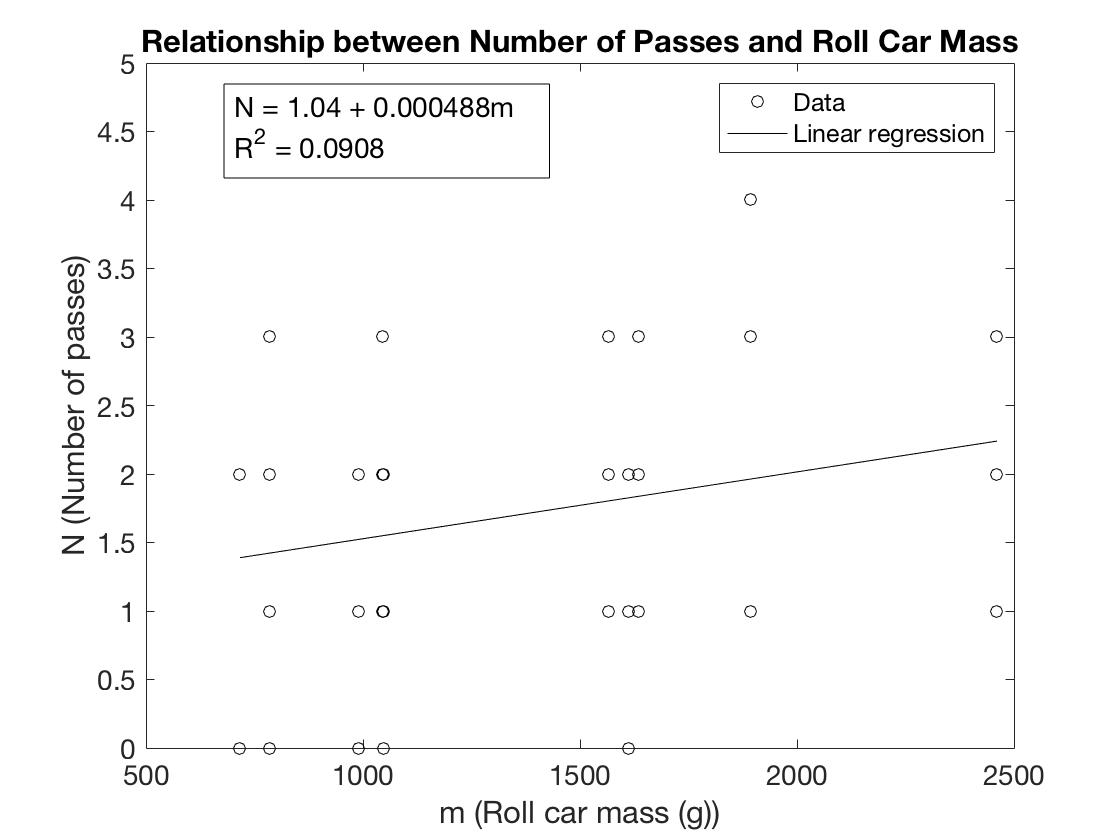 Relationship between Number of Passes and Roll Car Mass
N = 1.04 + 0.000488m
R² = 0.0908
Data
Linear regression
N (Number of passes)
5
4.5
4
3.5
3
2.5
2
1.5
1
0.5
0
500 1000 1500 2000 2500
m (Roll car mass (g))